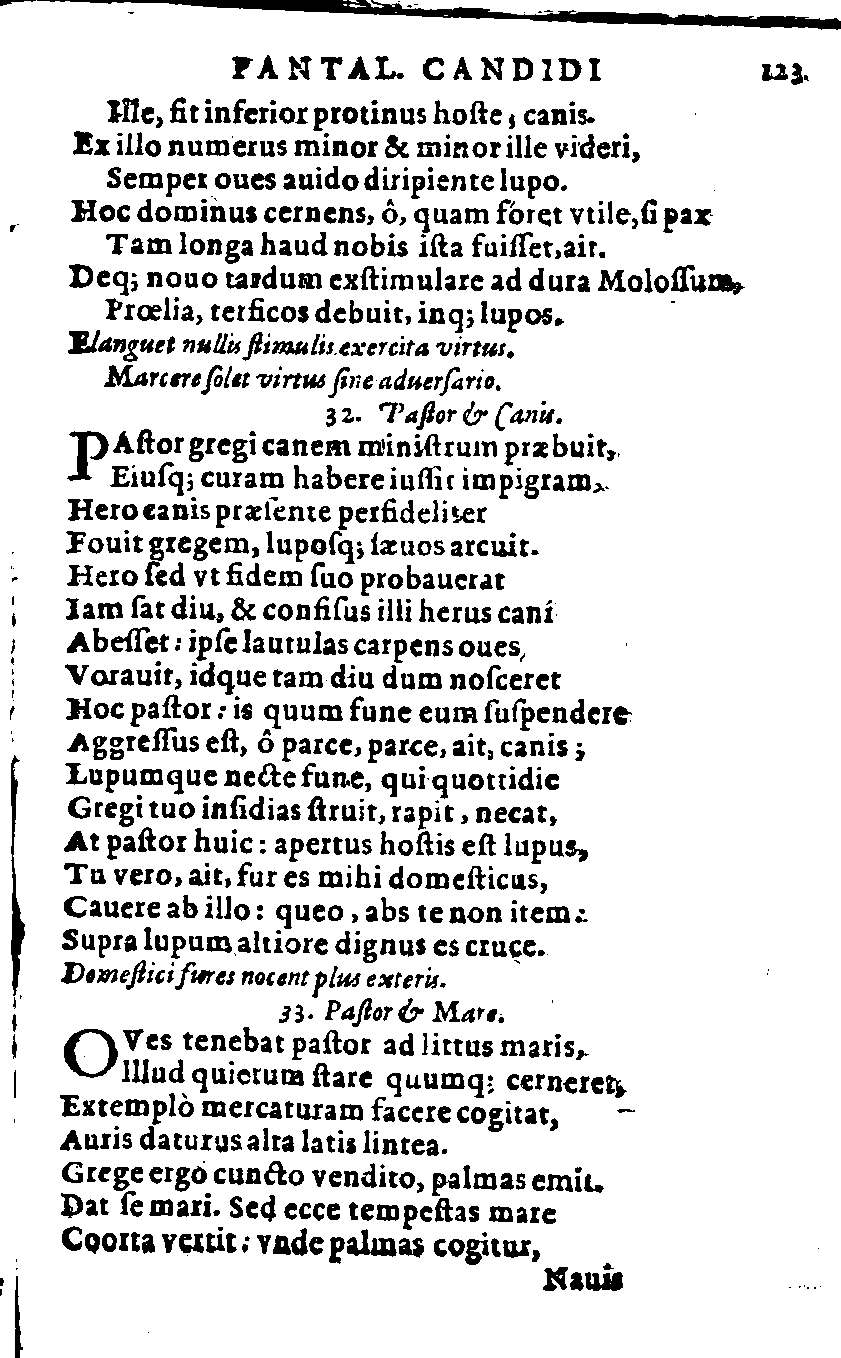 PANTAL. CANDIDI 123.
Ille, fit inferior protinus hoſte, canis.
Ex illo numerus minor & minor ille videri,
Semper oues auido diripiente lupo.
Hoc dominus cernens, ô, quam fóret vtile, ſi pax
Tam longa haud nobis iſta fuiſſet, ait.
Deq; nouo tardum exſtimulare ad dura Moloſſum,
Prœlia, terficos debuit, inq; lupos.
Elanguet nullis ſtimulis exercita virtus.
Marcere ſolet virtus ſine aduerſario.
32. Paſtor & Canis.
PAſtor gregi canem miniſtrum præbuit,
Eiuſq; curam habere iuſſit impigram,
Hero canis præſente perfideliter
Fouit gregem, lupoſq; ſæuos arcuit.
Hero ſed vt fidem ſuo probauerat
Iam ſat diu, & confiſus illi herus cani
Abeſſet: ipſe lautulas carpens oues,
Vorauit, idque tam diu dum noſceret
Hoc paſtor: is quum fune eum ſuſpendere
Aggreſſus eſt, ô parce, parce, ait, canis;
Lupumque necte fune, qui quottidie
Gregi tuo inſidias ſtruit, rapit, necat,
At paſtor huic: apertus hoſtis eſt lupus,
Tu vero, ait, fur es mihi domeſticus,
Cauere ab illo: queo, abs te non item:
Supra lupum altiore dignus es cruce.
Domeſtici fures nocent plus exteris.
33. Paſtor & Mare.
OVes tenebat paſtor ad littus maris,
Illud quietum ſtare quumq; cerneret,
Extemplò mercaturam facere cogitat,
Auris daturus alta latis lintea.
Grege ergo cuncto vendito, palmas emit.
Dat ſe mari. Sed ecce tempeſtas mare
Coorta vertit: vnde palmas cogitur,
Nauis